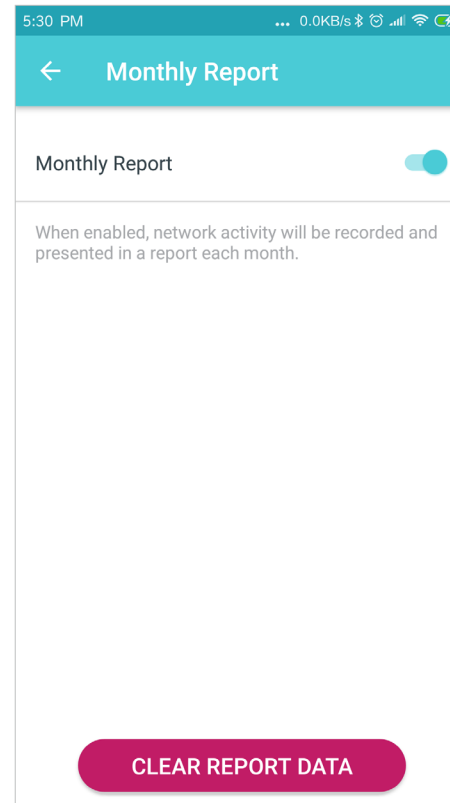 5:30 PM ... 0.0KB/s
Monthly Report
Monthly Report
When enabled, network activity will be recorded and
presented in a report each month.
CLEAR REPORT DATA